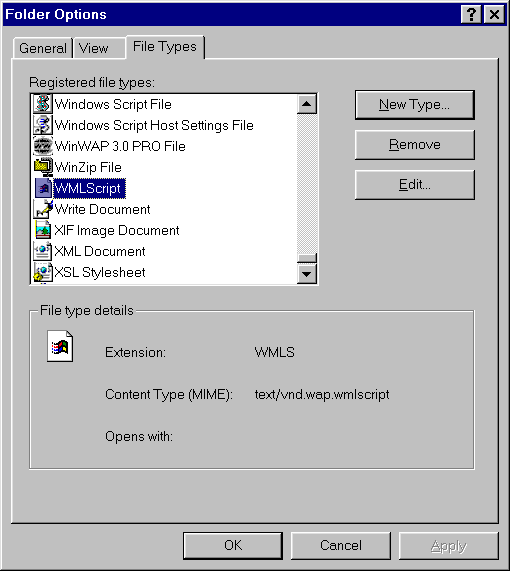 Folder Options
General View File Types
Registered file types:
Windows Script File
Windows Script Host Settings File
WinWAP 3.0 PRO File
WinZip File
WMLScript
Write Document
XIF Image Document
XML Document
XSL Stylesheet
New Type...
Remove
Edit...
File type details
Extension: WMLS
Content Type (MIME): text/vnd.wap.wmlscript
Opens with:
OK Cancel Apply